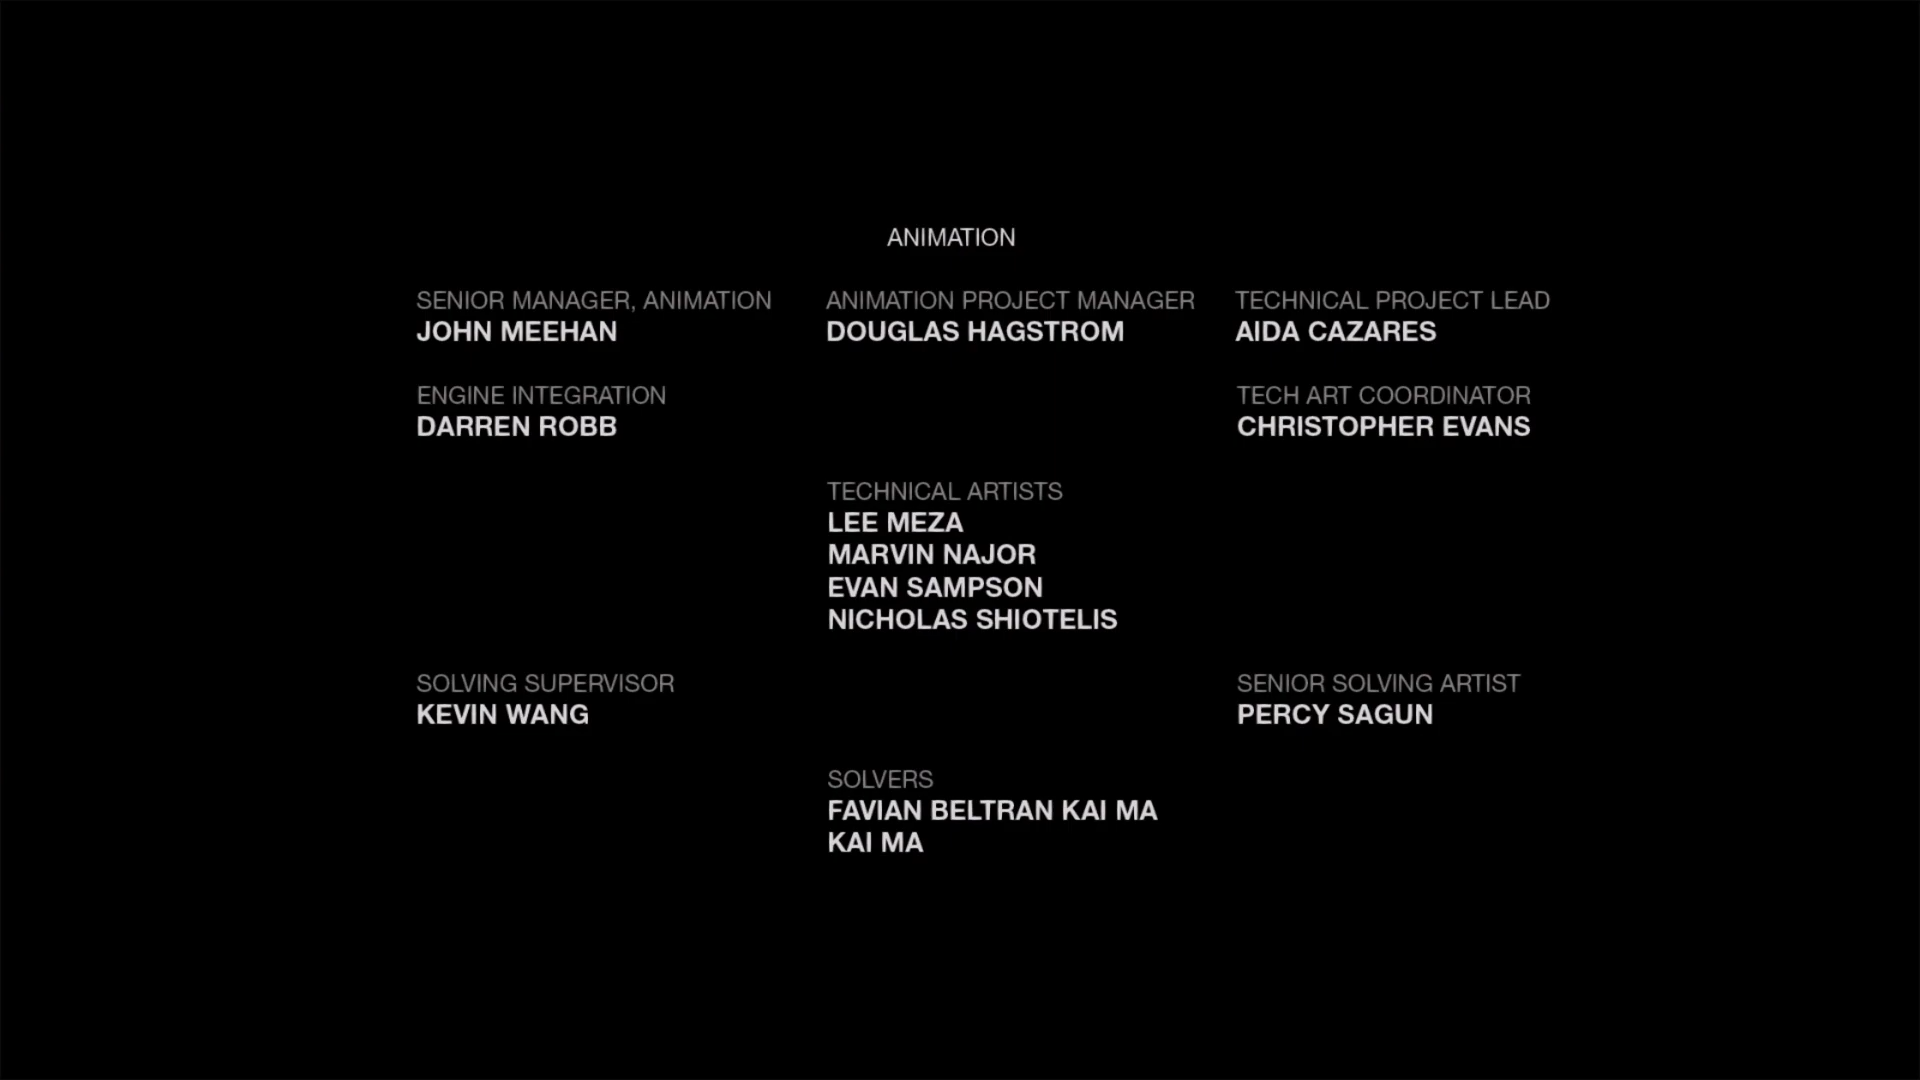 ANIMATION
SENIOR MANAGER, ANIMATION
JOHN MEEHAN
ANIMATION PROJECT MANAGER
DOUGLAS HAGSTROM
TECHNICAL PROJECT LEAD
AIDA CAZARES
ENGINE INTEGRATION
DARREN ROBB
TECH ART COORDINATOR
CHRISTOPHER EVANS
TECHNICAL ARTISTS
LEE MEZA
MARVIN NAJOR
EVAN SAMPSON
NICHOLAS SHIOTELIS
SOLVING SUPERVISOR
KEVIN WANG
SENIOR SOLVING ARTIST
PERCY SAGUN
SOLVERS
FAVIAN BELTRAN KAI MA
KAI MA